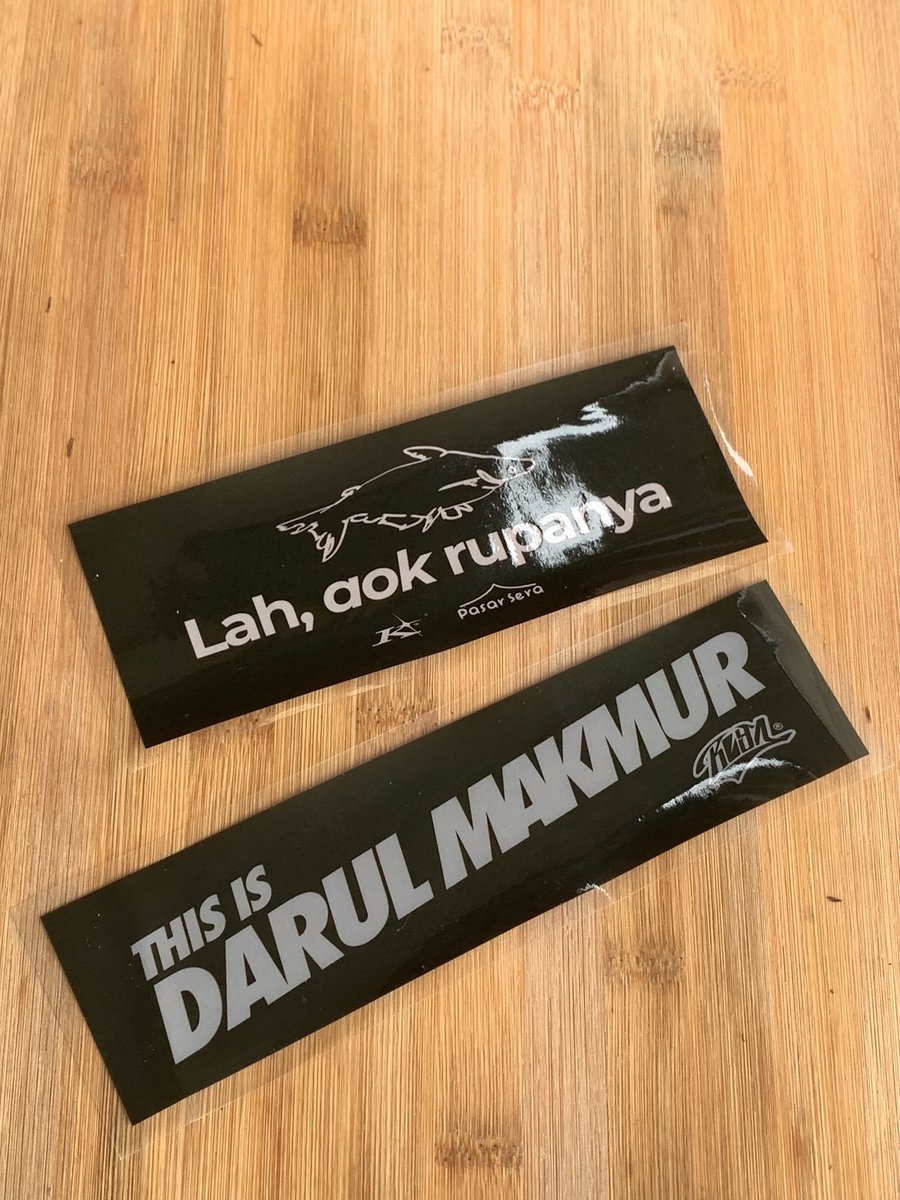 Lah, aok rupanya
K
Pasar Sera
THIS IS
DARUL MAKMUR
®